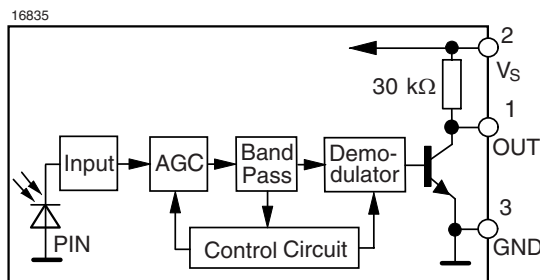 16835
2
V_S
30 kΩ
1
OUT
Input
AGC
Band
Pass
Demo-
dulator
3
GND
PIN
Control Circuit